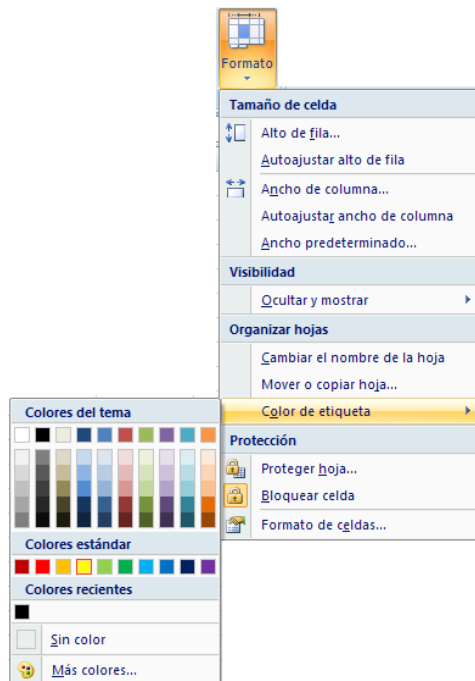 Formato
Tamaño de celda
Alto de fila...
Autoajustar alto de fila
Ancho de columna...
Autoajustar ancho de columna
Ancho predeterminado...
Visibilidad
Ocultar y mostrar
Organizar hojas
Cambiar el nombre de la hoja
Mover o copiar hoja...
Color de etiqueta
Protección
Proteger hoja...
Bloquear celda
Formato de celdas...
Colores del tema
Colores estándar
Colores recientes
Sin color
Más colores...